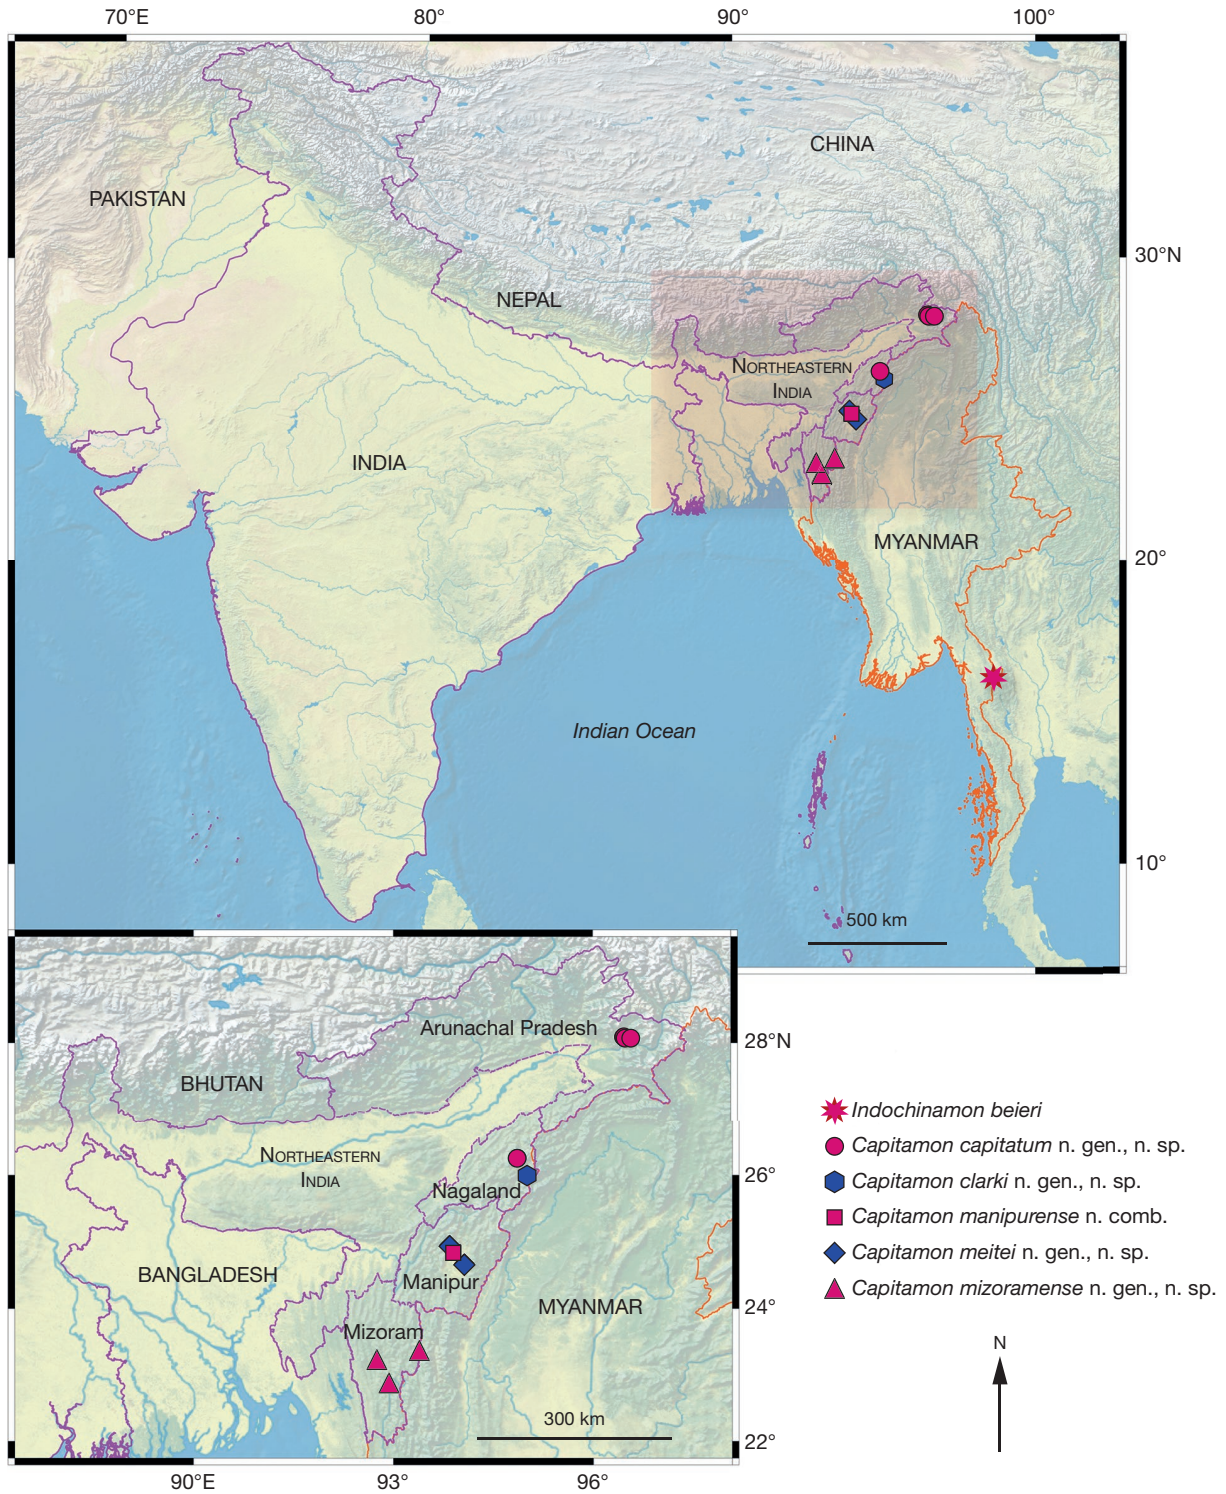 70°E 80° 90° 100°
CHINA
PAKISTAN
30°N
NEPAL
NORTHEASTERN
INDIA
INDIA
MYANMAR
20°
Indian Ocean
10°
500 km
Arunachal Pradesh
28°N
BHUTAN
NORTHEASTERN
INDIA
26°
Nagaland
BANGLADESH
Manipur
MYANMAR
24°
Mizoram
300 km
22°
90°E 93° 96°
Indochinamon beieri
Capitamon capitatum n. gen., n. sp.
Capitamon clarki n. gen., n. sp.
Capitamon manipurense n. comb.
Capitamon meitei n. gen., n. sp.
Capitamon mizoramense n. gen., n. sp.
N